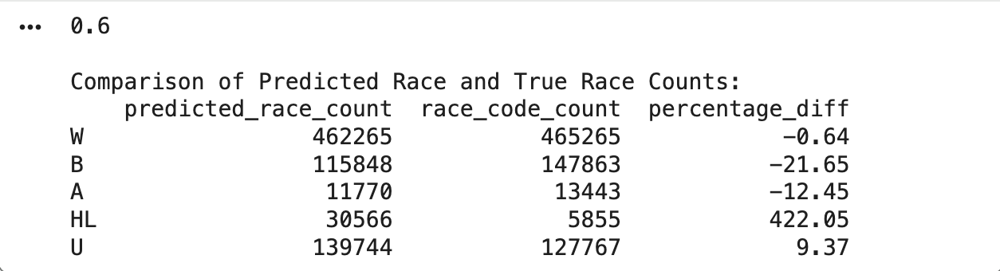 ... 0.6
Comparison of Predicted Race and True Race Counts:
predicted_race_count race_code_count percentage_diff
W 462265 465265 -0.64
B 115848 147863 -21.65
A 11770 13443 -12.45
HL 30566 5855 422.05
U 139744 127767 9.37